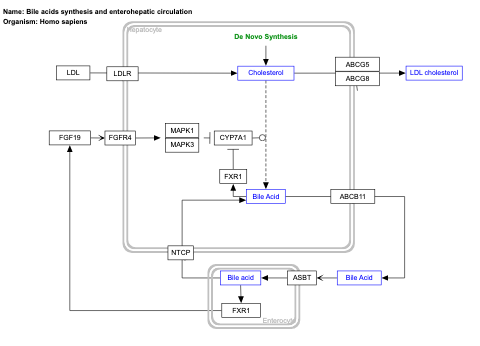 Name: Bile acids synthesis and enterohepatic circulation
Organism: Homo sapiens
Hepatocyte
De Novo Synthesis
LDL
LDLR
Cholesterol
ABCG5
ABCG8
LDL cholesterol
FGF19
FGFR4
MAPK1
MAPK3
CYP7A1
FXR1
Bile Acid
ABCB11
NTCP
Bile acid
ASBT
Bile Acid
FXR1
Enterocyte